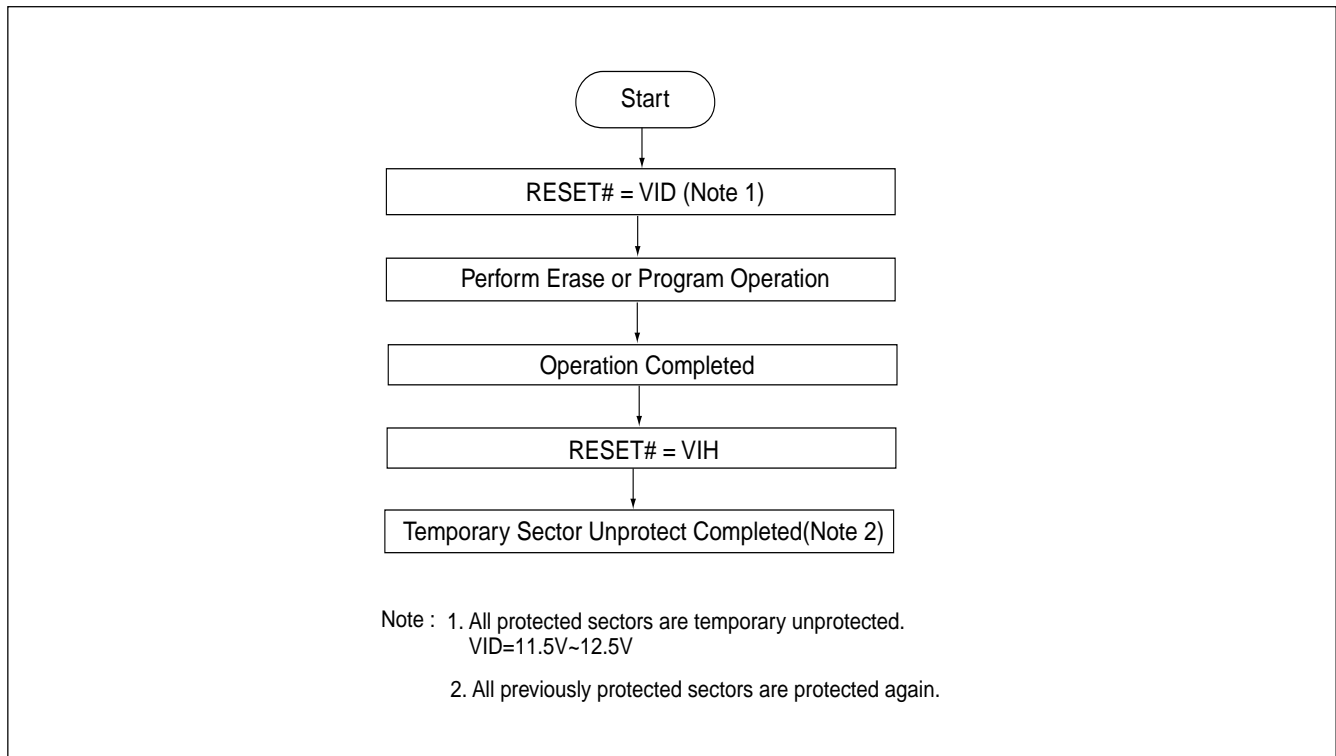 Start
RESET# = VID (Note 1)
Perform Erase or Program Operation
Operation Completed
RESET# = VIH
Temporary Sector Unprotect Completed(Note 2)
Note : 1. All protected sectors are temporary unprotected.
VID=11.5V~12.5V
2. All previously protected sectors are protected again.